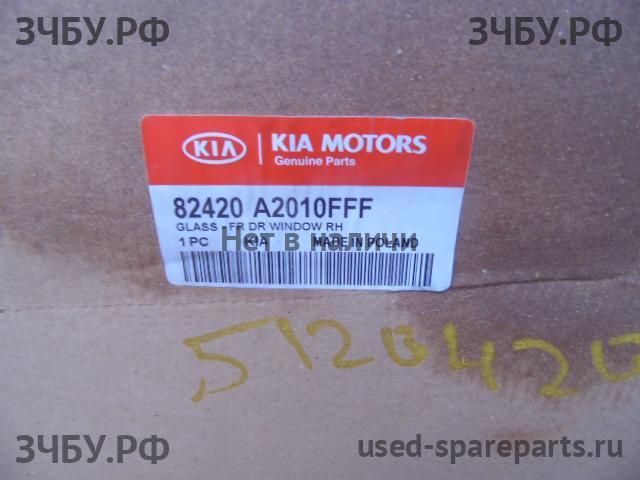 ЗЧБУ.РФ ЗЧБУ.РФ
KIA KIA MOTORS
Genuine Parts
82420 A2010FFF
GLASS - FR DR WINDOW RH
1 PC KIA MADE IN POLAND
Нет в наличи
5120420
ЗЧБУ.РФ used-spareparts.ru